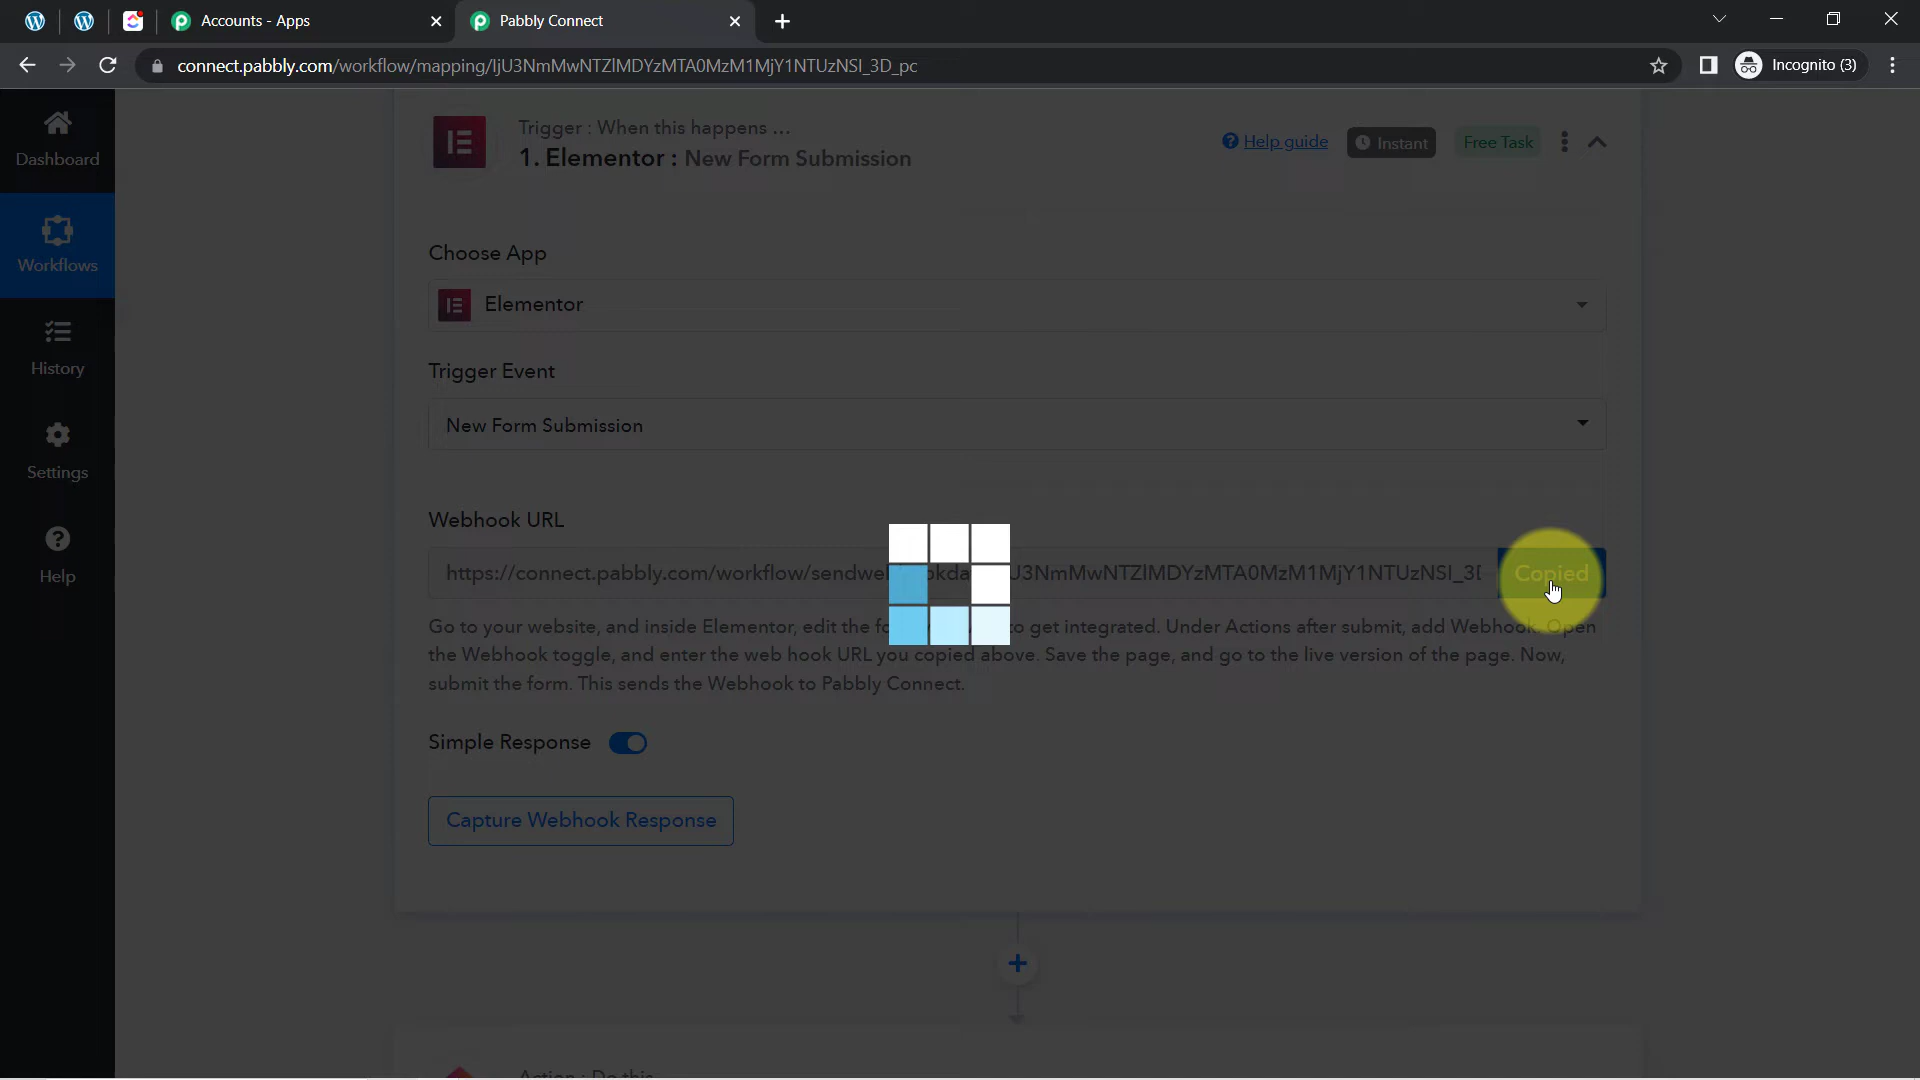 Accounts - Apps
Pabbly Connect
connect.pabbly.com/workflow/mapping/IjU3NmMwNTZlMDYzMTA0MzM1MjY1NTUzNSI_3D_pc
Incognito (3)
Dashboard
Workflows
History
Settings
Help
Trigger : When this happens ...
1. Elementor : New Form Submission
Help guide
Instant
Free Task
Choose App
Elementor
Trigger Event
New Form Submission
Webhook URL
https://connect.pabbly.com/workflow/sendwe
U3NmMwNTZlMDYzMTA0MzM1MjY1NTUzNSI_3D
Copied
Go to your website, and inside Elementor, edit the fo to get integrated. Under Actions after submit, add Webhook. Open
the Webhook toggle, and enter the web hook URL you copied above. Save the page, and go to the live version of the page. Now,
submit the form. This sends the Webhook to Pabbly Connect.
Simple Response
Capture Webhook Response
Action : Do this